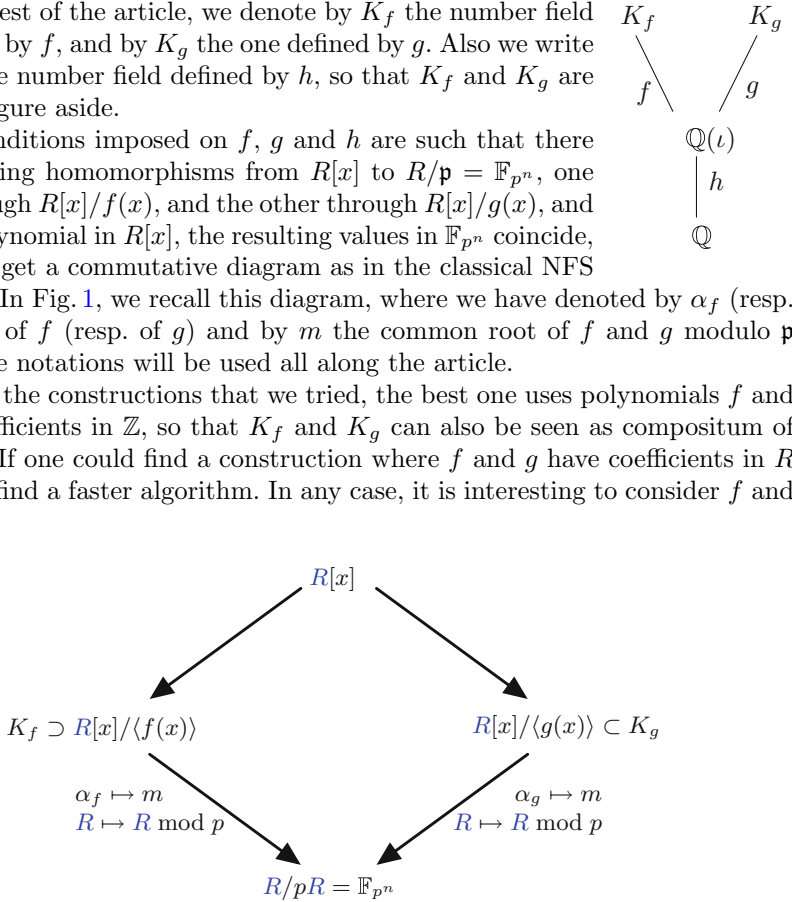 est of the article, we denote by K_f the number field
by f, and by K_g the one defined by g. Also we write
e number field defined by h, so that K_f and K_g are
gure aside.
nditions imposed on f, g and h are such that there
ing homomorphisms from R[x] to R/𝔭 = 𝔽_{p^n}, one
ugh R[x]/f(x), and the other through R[x]/g(x), and
ynomial in R[x], the resulting values in 𝔽_{p^n} coincide,
get a commutative diagram as in the classical NFS
K_f K_g
f g
ℚ(ι)
h
ℚ
In Fig. 1, we recall this diagram, where we have denoted by α_f (resp.
of f (resp. of g) and by m the common root of f and g modulo 𝔭
e notations will be used all along the article.
the constructions that we tried, the best one uses polynomials f and
fficients in ℤ, so that K_f and K_g can also be seen as compositum of
If one could find a construction where f and g have coefficients in R
find a faster algorithm. In any case, it is interesting to consider f and
R[x]
K_f ⊃ R[x]/⟨f(x)⟩ R[x]/⟨g(x)⟩ ⊂ K_g
α_f ↦ m α_g ↦ m
R ↦ R mod p R ↦ R mod p
R/pR = 𝔽_{p^n}